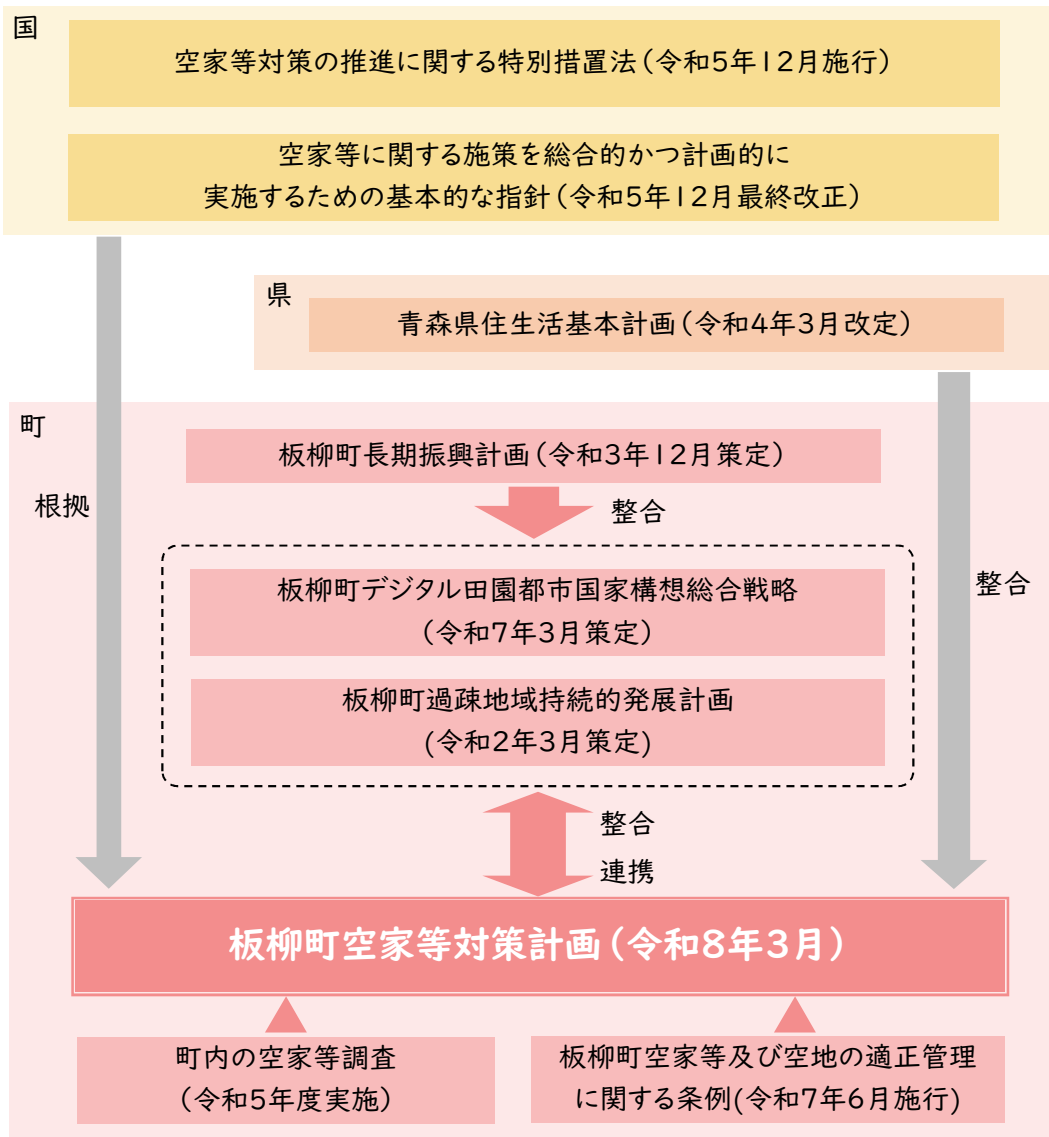 国
空家等対策の推進に関する特別措置法（令和5年12月施行）
空家等に関する施策を総合的かつ計画的に
実施するための基本的な指針（令和5年12月最終改正）
県
青森県住生活基本計画（令和4年3月改定）
町
板柳町長期振興計画（令和3年12月策定）
根拠
整合
整合
板柳町デジタル田園都市国家構想総合戦略
（令和7年3月策定）
板柳町過疎地域持続的発展計画
(令和2年3月策定)
整合
連携
板柳町空家等対策計画（令和8年3月）
町内の空家等調査
（令和5年度実施）
板柳町空家等及び空地の適正管理
に関する条例(令和7年6月施行)